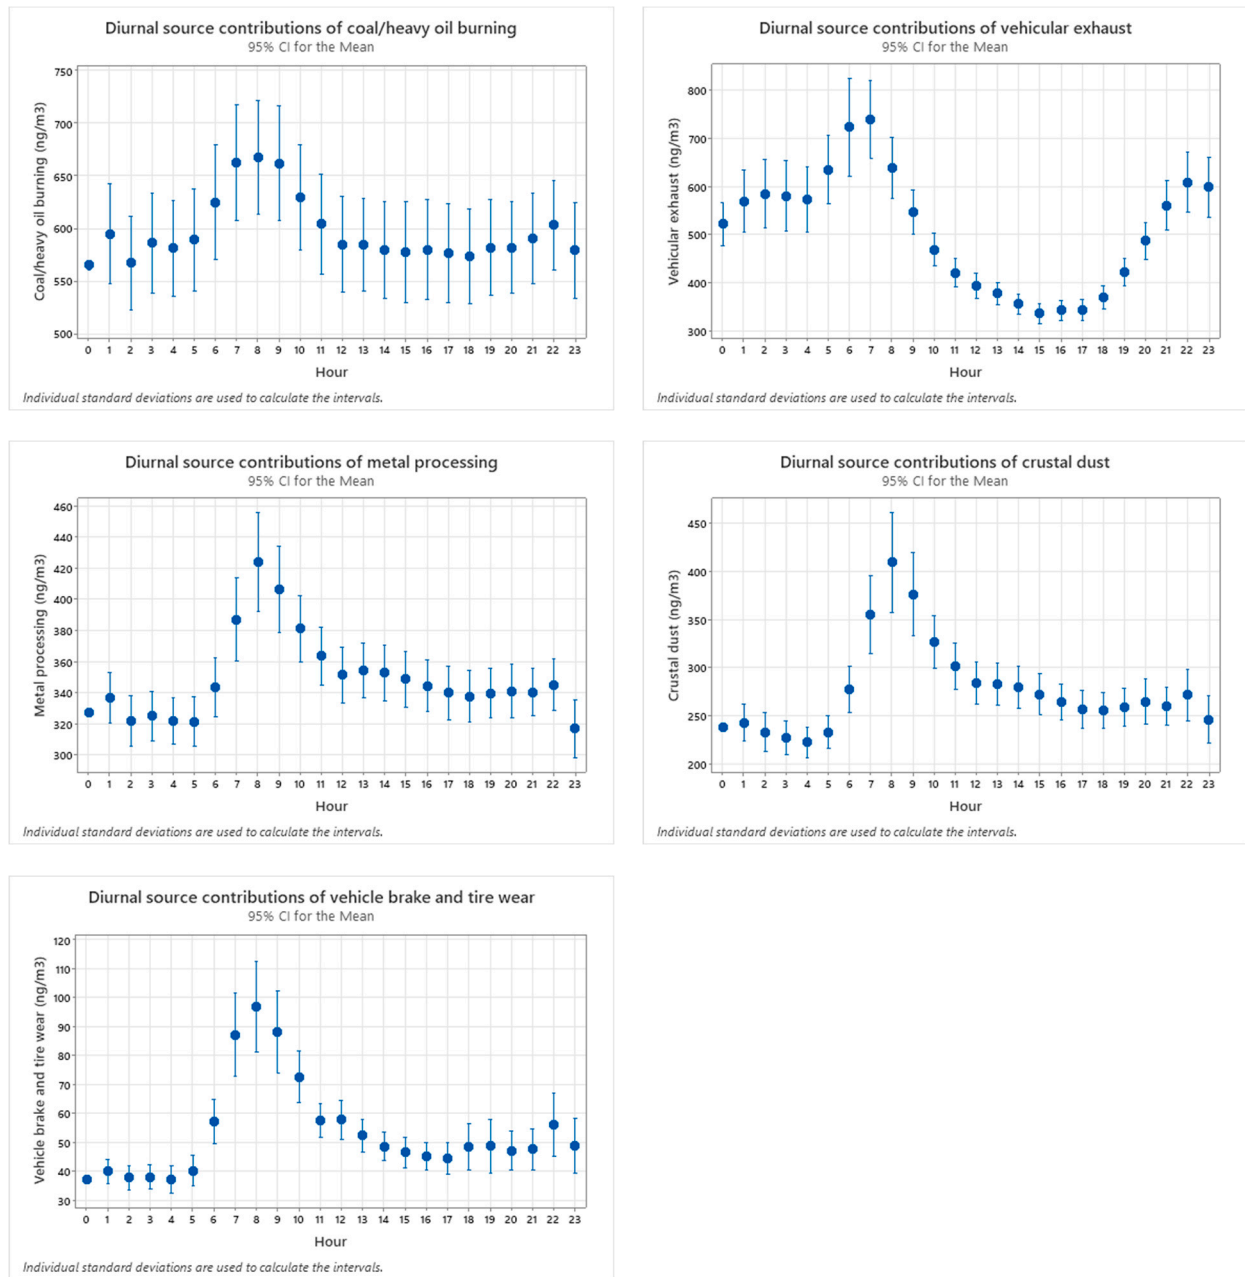 Diurnal source contributions of coal/heavy oil burning
95% CI for the Mean
Coal/heavy oil burning (ng/m3)
750
700
650
600
550
500
0 1 2 3 4 5 6 7 8 9 10 11 12 13 14 15 16 17 18 19 20 21 22 23
Hour
Individual standard deviations are used to calculate the intervals.
Diurnal source contributions of vehicular exhaust
95% CI for the Mean
Vehicular exhaust (ng/m3)
800
700
600
500
400
300
0 1 2 3 4 5 6 7 8 9 10 11 12 13 14 15 16 17 18 19 20 21 22 23
Hour
Individual standard deviations are used to calculate the intervals.
Diurnal source contributions of metal processing
95% CI for the Mean
Metal processing (ng/m3)
460
440
420
400
380
360
340
320
300
0 1 2 3 4 5 6 7 8 9 10 11 12 13 14 15 16 17 18 19 20 21 22 23
Hour
Individual standard deviations are used to calculate the intervals.
Diurnal source contributions of crustal dust
95% CI for the Mean
Crustal dust (ng/m3)
450
400
350
300
250
200
0 1 2 3 4 5 6 7 8 9 10 11 12 13 14 15 16 17 18 19 20 21 22 23
Hour
Individual standard deviations are used to calculate the intervals.
Diurnal source contributions of vehicle brake and tire wear
95% CI for the Mean
Vehicle brake and tire wear (ng/m3)
120
110
100
90
80
70
60
50
40
30
0 1 2 3 4 5 6 7 8 9 10 11 12 13 14 15 16 17 18 19 20 21 22 23
Hour
Individual standard deviations are used to calculate the intervals.